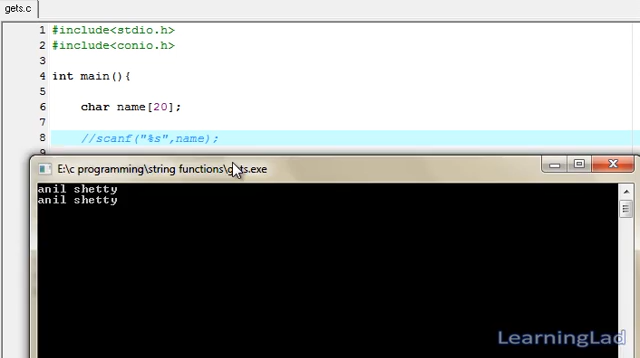 gets.c
1 #include<stdio.h>
2 #include<conio.h>
3
4 int main(){
5
6 char name[20];
7
8 //scanf("%s",name);
9
E:\c programming\string functions\gets.exe
anil shetty
anil shetty
LearningLad